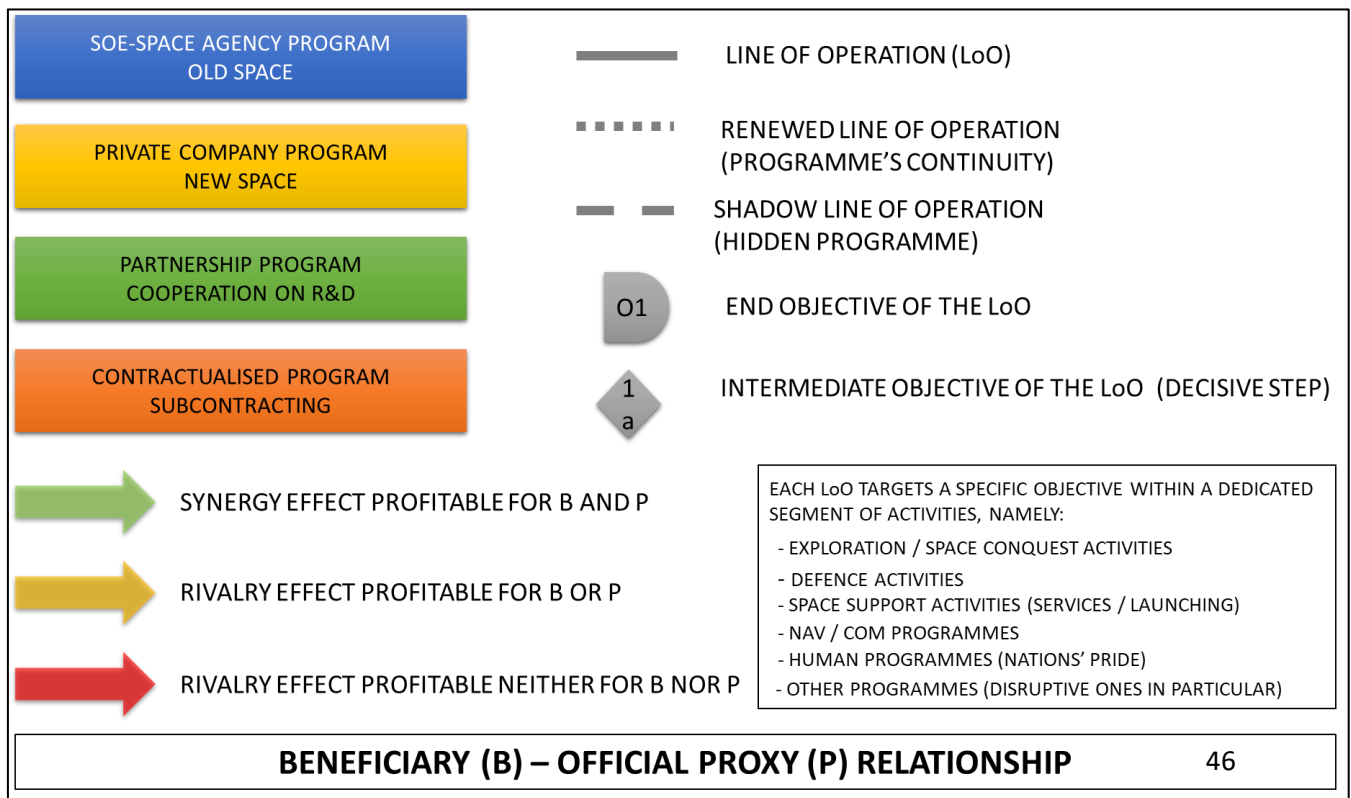 SOE-SPACE AGENCY PROGRAM
OLD SPACE
PRIVATE COMPANY PROGRAM
NEW SPACE
PARTNERSHIP PROGRAM
COOPERATION ON R&D
CONTRACTUALISED PROGRAM
SUBCONTRACTING
LINE OF OPERATION (LoO)
RENEWED LINE OF OPERATION
(PROGRAMME'S CONTINUITY)
SHADOW LINE OF OPERATION
(HIDDEN PROGRAMME)
O1
END OBJECTIVE OF THE LoO
1
a
INTERMEDIATE OBJECTIVE OF THE LoO (DECISIVE STEP)
SYNERGY EFFECT PROFITABLE FOR B AND P
RIVALRY EFFECT PROFITABLE FOR B OR P
RIVALRY EFFECT PROFITABLE NEITHER FOR B NOR P
EACH LoO TARGETS A SPECIFIC OBJECTIVE WITHIN A DEDICATED
SEGMENT OF ACTIVITIES, NAMELY:
- EXPLORATION / SPACE CONQUEST ACTIVITIES
- DEFENCE ACTIVITIES
- SPACE SUPPORT ACTIVITIES (SERVICES / LAUNCHING)
- NAV / COM PROGRAMMES
- HUMAN PROGRAMMES (NATIONS' PRIDE)
- OTHER PROGRAMMES (DISRUPTIVE ONES IN PARTICULAR)
BENEFICIARY (B) – OFFICIAL PROXY (P) RELATIONSHIP 46